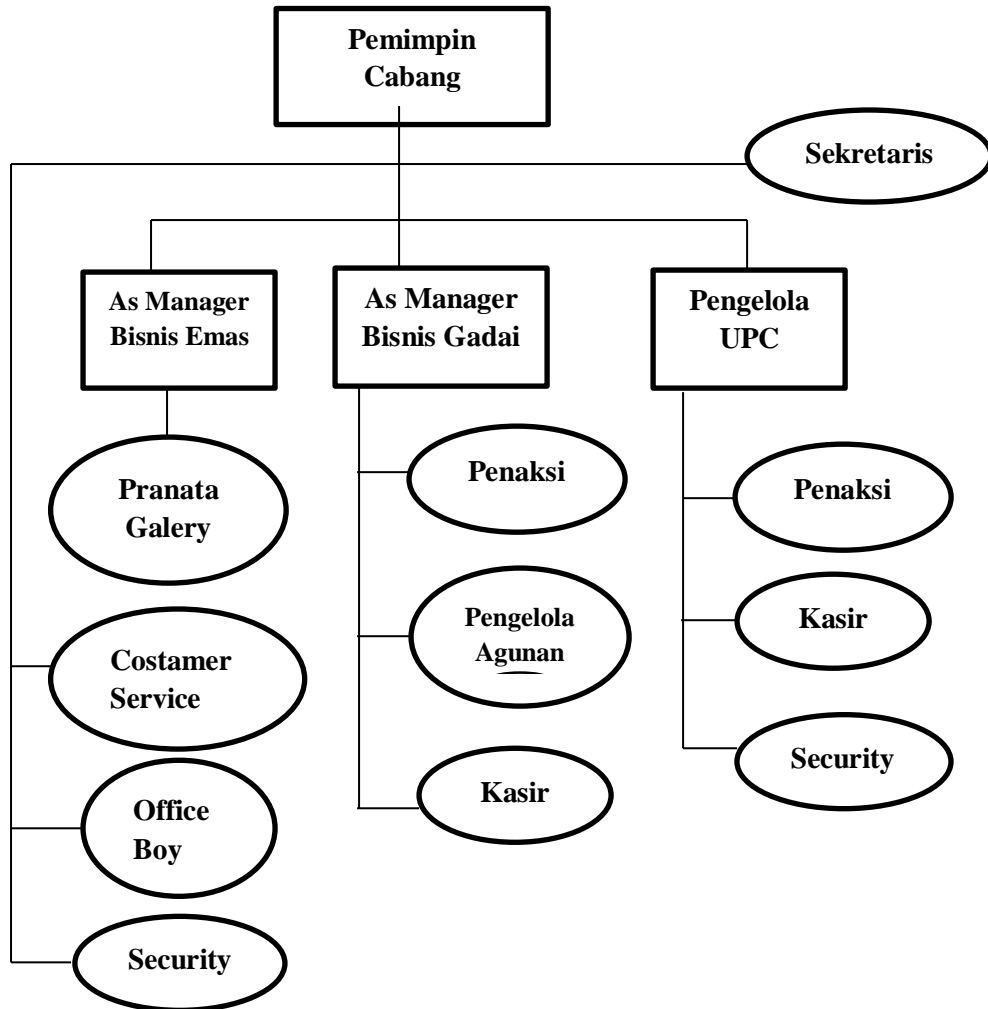 Pemimpin
Cabang
Sekretaris
As Manager
Bisnis Emas
As Manager
Bisnis Gadai
Pengelola
UPC
Pranata
Galery
Penaksi
Penaksi
Costamer
Service
Pengelola
Agunan
Kasir
Office
Boy
Kasir
Security
Security